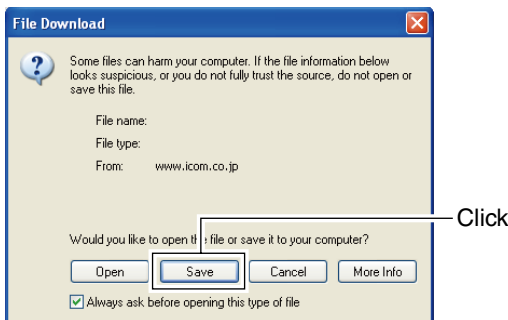 File Download
Some files can harm your computer. If the file information below
looks suspicious, or you do not fully trust the source, do not open or
save this file.
File name:
File type:
From: www.icom.co.jp
Click
Would you like to open the file or save it to your computer?
Open Save Cancel More Info
Always ask before opening this type of file